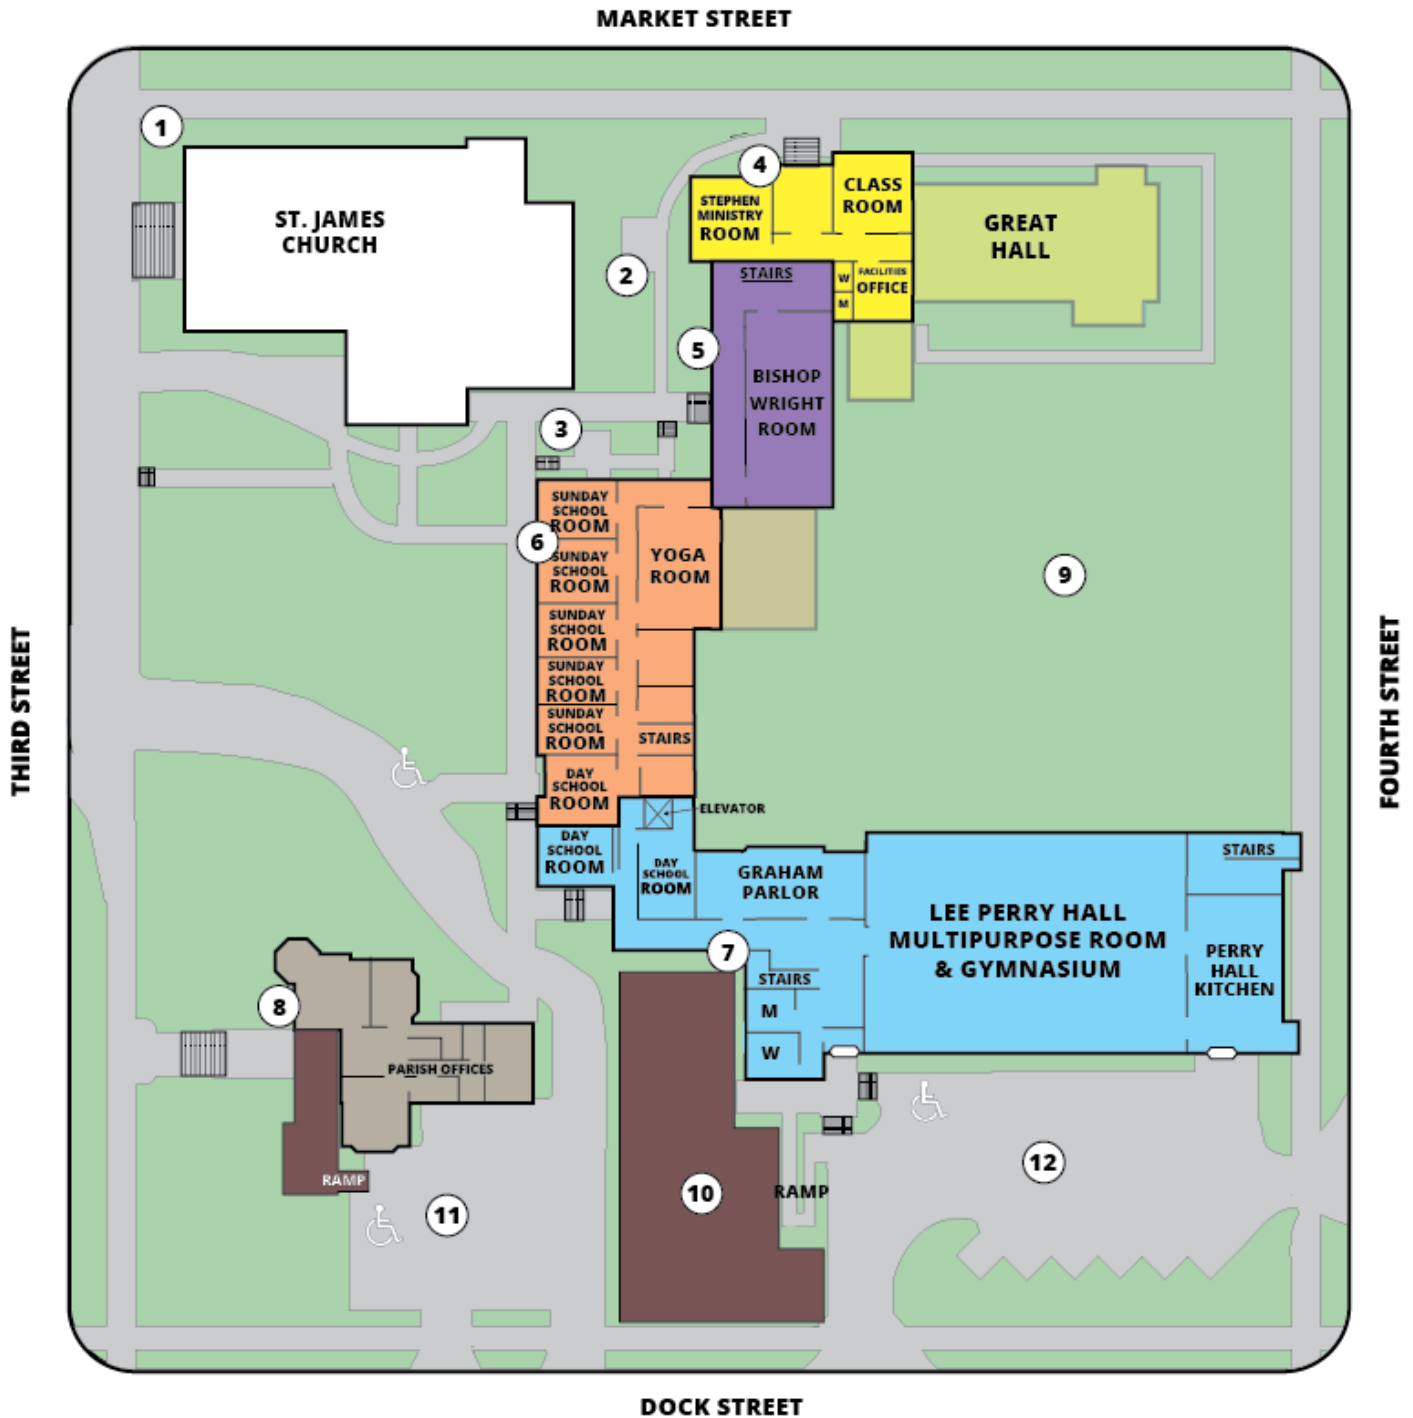 MARKET STREET
1
ST. JAMES
CHURCH
2
3
4
STEPHEN
MINISTRY
ROOM
CLASS
ROOM
GREAT
HALL
STAIRS
W
M
FACILITIES
OFFICE
5
BISHOP
WRIGHT
ROOM
6
SUNDAY
SCHOOL
ROOM
SUNDAY
SCHOOL
ROOM
SUNDAY
SCHOOL
ROOM
SUNDAY
SCHOOL
ROOM
SUNDAY
SCHOOL
ROOM
DAY
SCHOOL
ROOM
YOGA
ROOM
STAIRS
9
THIRD STREET
FOURTH STREET
ELEVATOR
DAY
SCHOOL
ROOM
DAY
SCHOOL
ROOM
GRAHAM
PARLOR
LEE PERRY HALL
MULTIPURPOSE ROOM
& GYMNASIUM
STAIRS
PERRY
HALL
KITCHEN
7
STAIRS
M
W
8
PARISH OFFICES
RAMP
11
10
RAMP
12
DOCK STREET